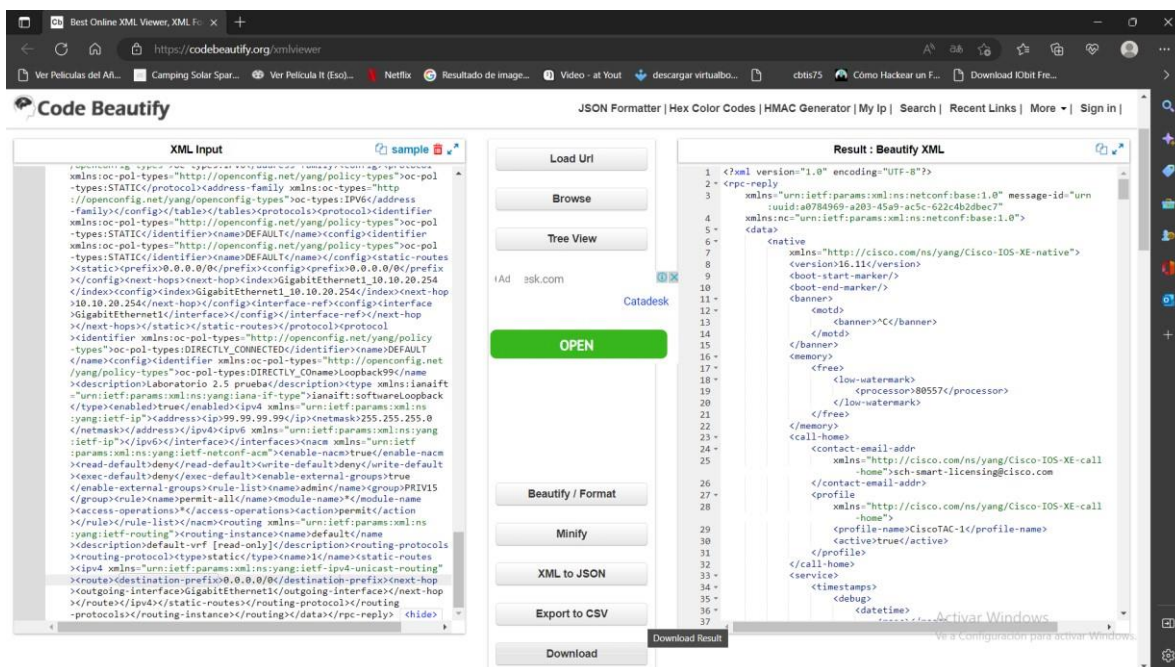 Best Online XML Viewer, XML Fo
https://codebeautify.org/xmlviewer
Ver Peliculas del Añ... Camping Solar Spar... Ver Película It (Eso)... Netflix Resultado de image... Video - at Yout descargar virtualbo... cbtis75 Cómo Hackear un F... Download IObit Fre...
Code Beautify
JSON Formatter | Hex Color Codes | HMAC Generator | My Ip | Search | Recent Links | More | Sign in |
XML Input
sample
xmlns:oc-pol-types="http://openconfig.net/yang/policy-types">oc-pol
-types:STATIC</protocol><address-family xmlns:oc-types="http
://openconfig.net/yang/openconfig-types">oc-types:IPV6</address
-family></config></table></tables><protocols><protocol><identifier
xmlns:oc-pol-types="http://openconfig.net/yang/policy-types">oc-pol
-types:STATIC</identifier><name>DEFAULT</name><config><identifier
xmlns:oc-pol-types="http://openconfig.net/yang/policy-types">oc-pol
-types:STATIC</identifier><name>DEFAULT</name></config><static-routes
><static><prefix>0.0.0.0/0</prefix><config><prefix>0.0.0.0/0</prefix
></config><next-hops><next-hop><index>GigabitEthernet1_10.10.20.254
</index><config><index>GigabitEthernet1_10.10.20.254</index><next-hop
>10.10.20.254</next-hop></config><interface-ref><config><interface
>GigabitEthernet1</interface></config></interface-ref></next-hop
></next-hops></static></static-routes></protocol><protocol
><identifier xmlns:oc-pol-types="http://openconfig.net/yang/policy
-types">oc-pol-types:DIRECTLY_CONNECTED</identifier><name>DEFAULT
</name><config><identifier xmlns:oc-pol-types="http://openconfig.net
/yang/policy-types">oc-pol-types:DIRECTLY_COname>Loopback99</name
><description>Laboratorio 2.5 prueba</description><type xmlns:ianaift
="urn:ietf:params:xml:ns:yang:iana-if-type">ianaift:softwareLoopback
</type><enabled>true</enabled><ipv4 xmlns="urn:ietf:params:xml:ns
:yang:ietf-ip"><address><ip>99.99.99.99</ip><netmask>255.255.255.0
</netmask></address></ipv4><ipv6 xmlns="urn:ietf:params:xml:ns:yang
:ietf-ip"></ipv6></interface></interfaces><nacm xmlns="urn:ietf
:params:xml:ns:yang:ietf-netconf-acm"><enable-nacm>true</enable-nacm
><read-default>deny</read-default><write-default>deny</write-default
><exec-default>deny</exec-default><enable-external-groups>true
</enable-external-groups><rule-list><name>admin</name><group>PRIV15
</group><rule><name>permit-all</name><module-name>*</module-name
><access-operations>*</access-operations><action>permit</action
></rule></rule-list></nacm><routing xmlns="urn:ietf:params:xml:ns
:yang:ietf-routing"><routing-instance><name>default</name
><description>default-vrf [read-only]</description><routing-protocols
><routing-protocol><type>static</type><name>1</name><static-routes
><ipv4 xmlns="urn:ietf:params:xml:ns:yang:ietf-ipv4-unicast-routing"
><route><destination-prefix>0.0.0.0/0</destination-prefix><next-hop
><outgoing-interface>GigabitEthernet1</outgoing-interface></next-hop
></route></ipv4></static-routes></routing-protocol></routing
-protocols></routing-instance></routing></data></rpc-reply> <hide>
Load Url
Browse
Tree View
Ad esk.com
Catadesk
OPEN
Beautify / Format
Minify
XML to JSON
Export to CSV
Download
Download Result
Result : Beautify XML
1 <?xml version="1.0" encoding="UTF-8"?>
2 <rpc-reply
3 xmlns="urn:ietf:params:xml:ns:netconf:base:1.0" message-id="urn
:uuid:a0784969-a203-45a9-ac5c-622c4b2dbec7"
4 xmlns:nc="urn:ietf:params:xml:ns:netconf:base:1.0">
5 <data>
6 <native
7 xmlns="http://cisco.com/ns/yang/Cisco-IOS-XE-native">
8 <version>16.11</version>
9 <boot-start-marker/>
10 <boot-end-marker/>
11 <banner>
12 <motd>
13 <banner>^C</banner>
14 </motd>
15 </banner>
16 <memory>
17 <free>
18 <low-watermark>
19 <processor>80557</processor>
20 </low-watermark>
21 </free>
22 </memory>
23 <call-home>
24 <contact-email-addr
25 xmlns="http://cisco.com/ns/yang/Cisco-IOS-XE-call
-home">sch-smart-licensing@cisco.com
26 </contact-email-addr>
27 <profile
28 xmlns="http://cisco.com/ns/yang/Cisco-IOS-XE-call
-home">
29 <profile-name>CiscoTAC-1</profile-name>
30 <active>true</active>
31 </profile>
32 </call-home>
33 <service>
34 <timestamps>
35 <debug>
36 <datetime>
37
Activar Windows
Ve a Configuración para activar Windows.